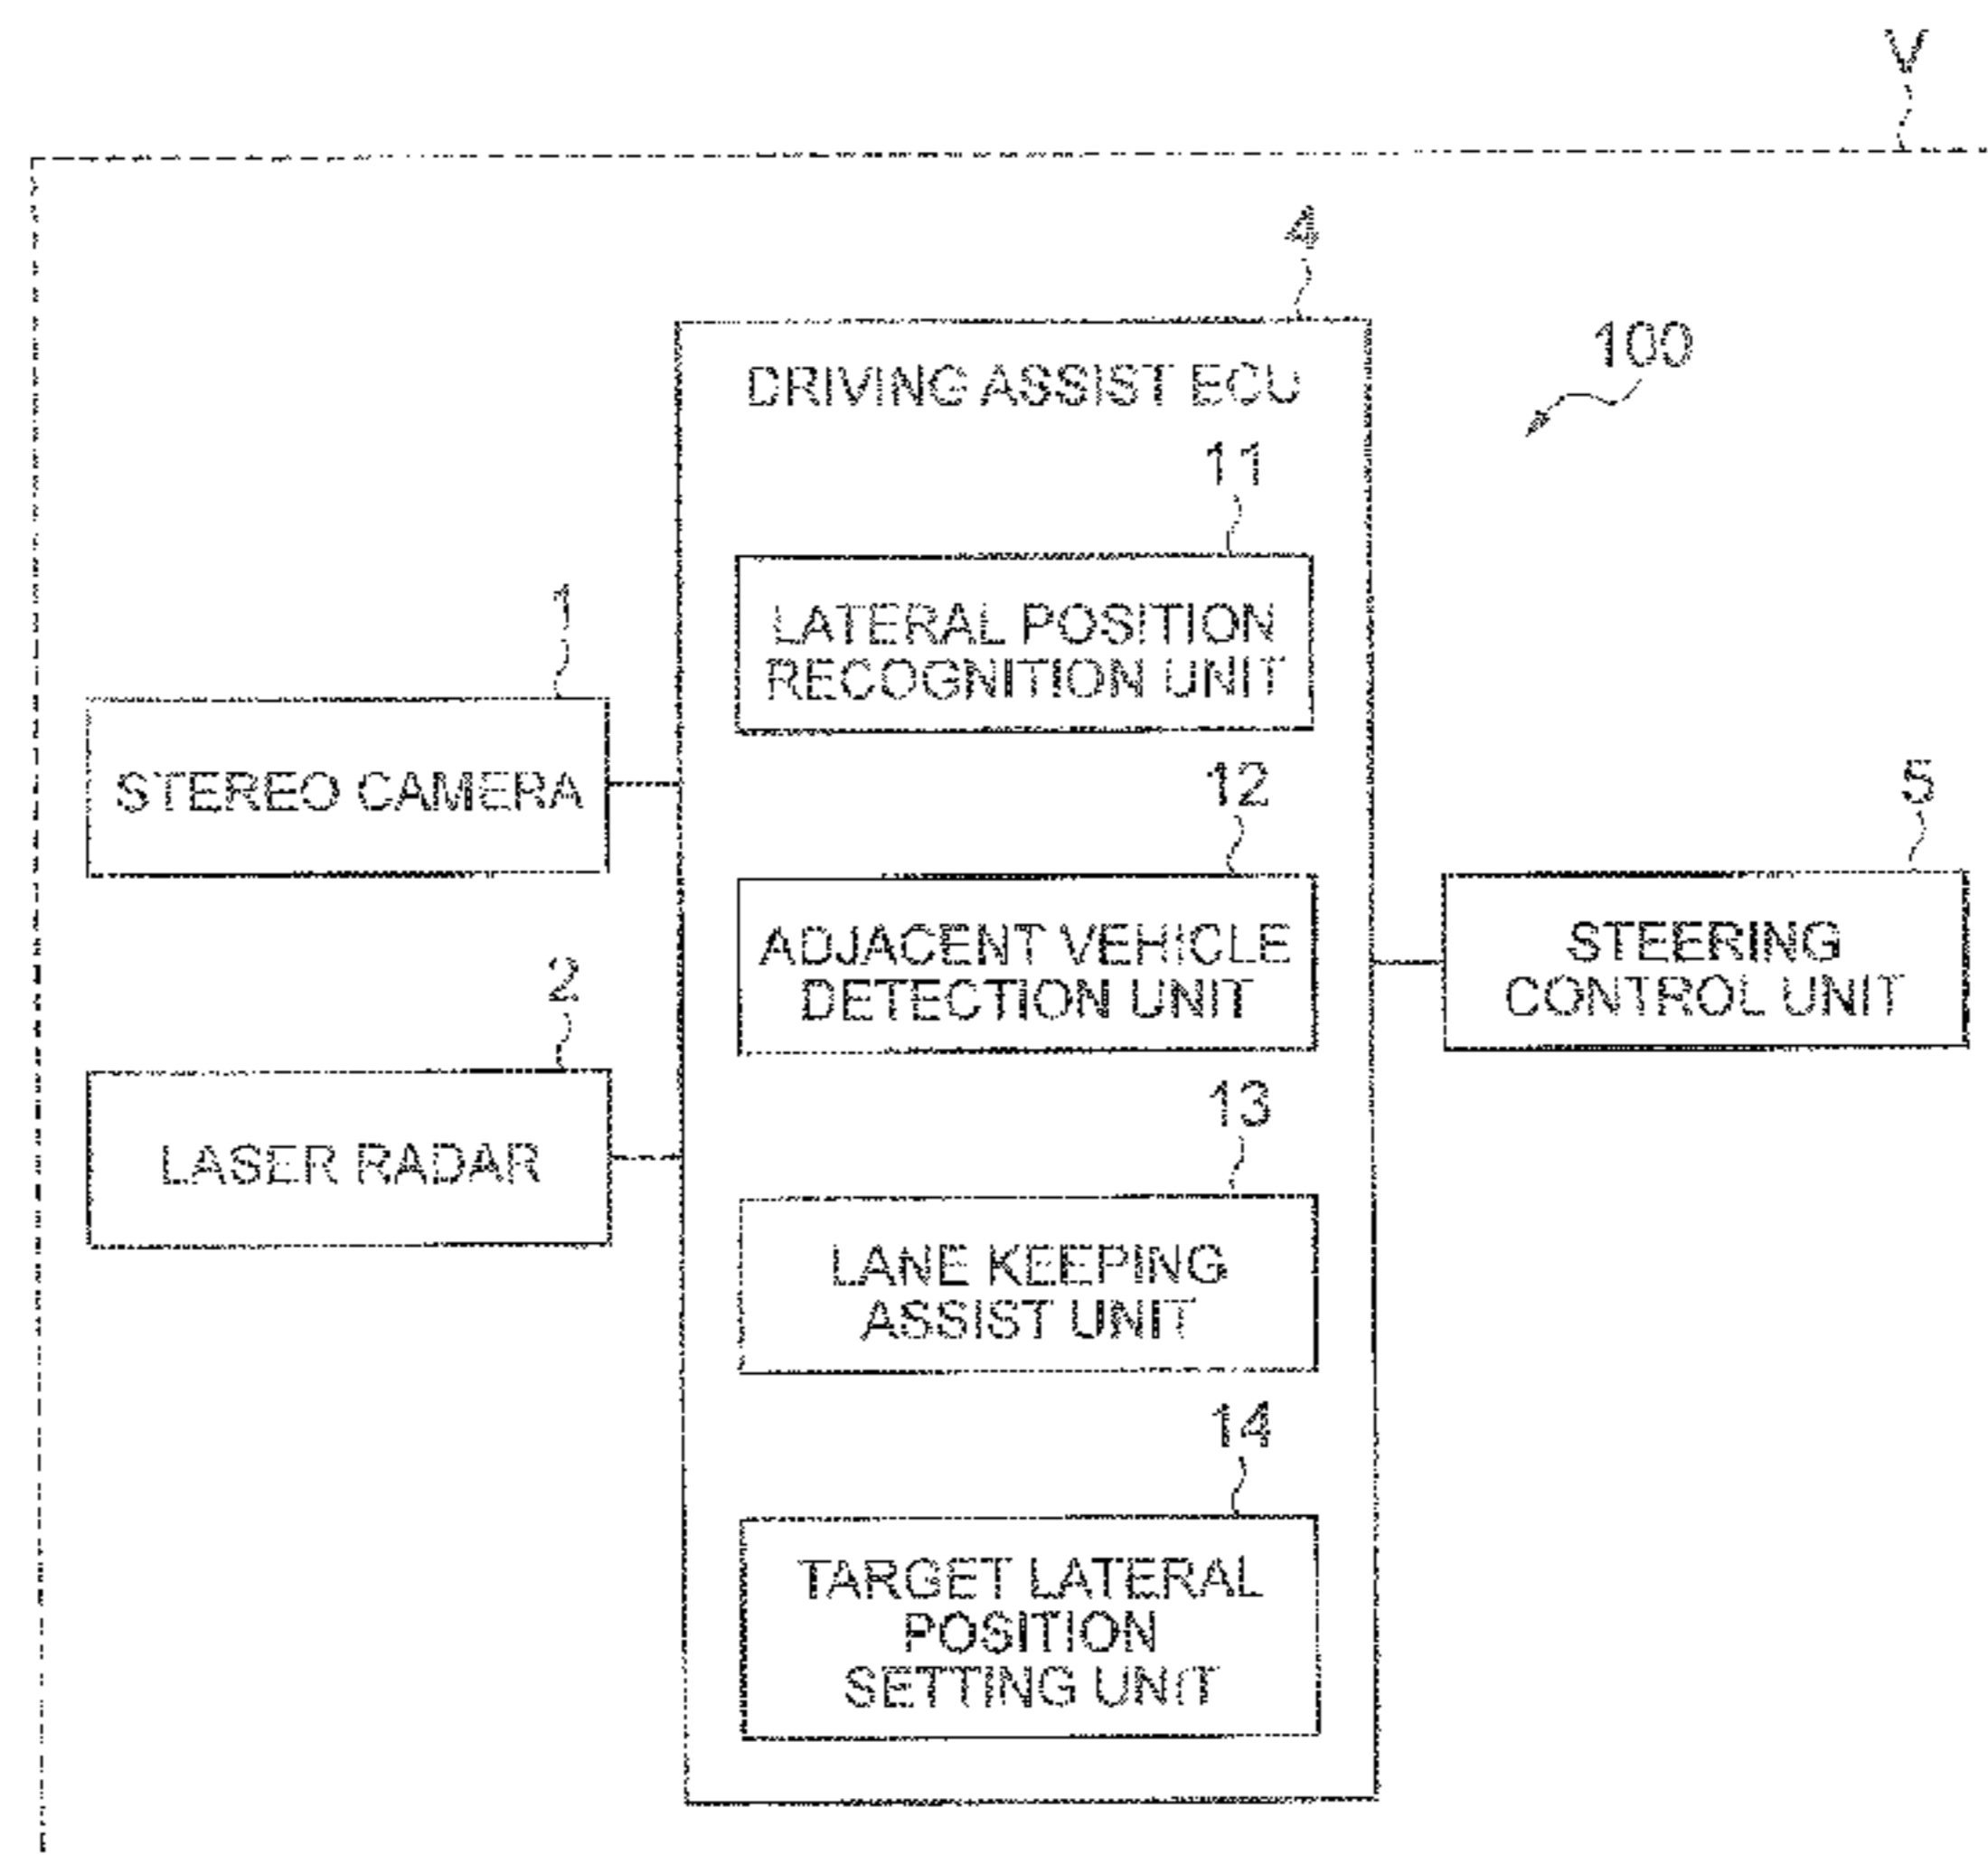 V
4
100
DRIVING ASSIST ECU
11
LATERAL POSITION
RECOGNITION UNIT
1
STEREO CAMERA
12
ADJACENT VEHICLE
DETECTION UNIT
5
STEERING
CONTROL UNIT
2
LASER RADAR
13
LANE KEEPING
ASSIST UNIT
14
TARGET LATERAL
POSITION
SETTING UNIT